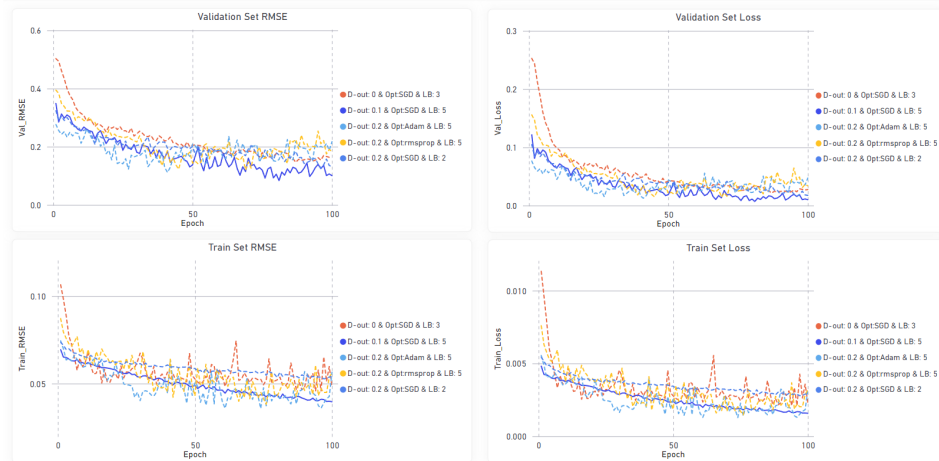 Validation Set RMSE
0.6
0.4
0.2
0.0
Val_RMSE
0
50
100
Epoch
D-out: 0 & Opt:SGD & LB: 3
D-out: 0.1 & Opt:SGD & LB: 5
D-out: 0.2 & Opt:Adam & LB: 5
D-out: 0.2 & Opt:rmsprop & LB: 5
D-out: 0.2 & Opt:SGD & LB: 2
Validation Set Loss
0.3
0.2
0.1
0.0
Val_Loss
0
50
100
Epoch
D-out: 0 & Opt:SGD & LB: 3
D-out: 0.1 & Opt:SGD & LB: 5
D-out: 0.2 & Opt:Adam & LB: 5
D-out: 0.2 & Opt:rmsprop & LB: 5
D-out: 0.2 & Opt:SGD & LB: 2
Train Set RMSE
0.10
0.05
Train_RMSE
0
50
100
Epoch
D-out: 0 & Opt:SGD & LB: 3
D-out: 0.1 & Opt:SGD & LB: 5
D-out: 0.2 & Opt:Adam & LB: 5
D-out: 0.2 & Opt:rmsprop & LB: 5
D-out: 0.2 & Opt:SGD & LB: 2
Train Set Loss
0.010
0.005
0.000
Train_Loss
0
50
100
Epoch
D-out: 0 & Opt:SGD & LB: 3
D-out: 0.1 & Opt:SGD & LB: 5
D-out: 0.2 & Opt:Adam & LB: 5
D-out: 0.2 & Opt:rmsprop & LB: 5
D-out: 0.2 & Opt:SGD & LB: 2